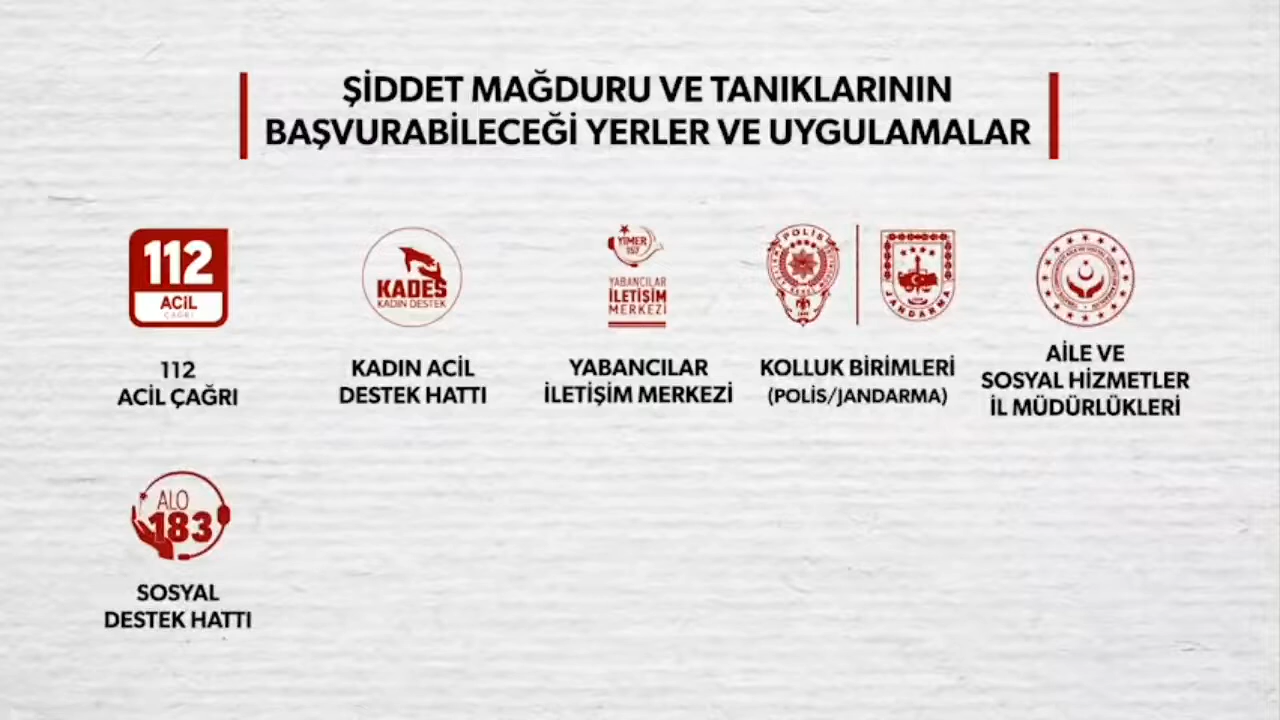 ŞİDDET MAĞDURU VE TANIKLARININ
BAŞVURABİLECEĞİ YERLER VE UYGULAMALAR
112
ACİL
ÇAĞRI
112
ACİL ÇAĞRI
KADES
KADIN DESTEK
KADIN ACİL
DESTEK HATTI
YİMER
157
YABANCILAR
İLETİŞİM
MERKEZİ
YABANCILAR
İLETİŞİM MERKEZİ
POLİS
JANDARMA
KOLLUK BİRİMLERİ
(POLİS/JANDARMA)
AİLE VE
SOSYAL HİZMETLER
İL MÜDÜRLÜKLERİ
ALO
183
SOSYAL
DESTEK HATTI